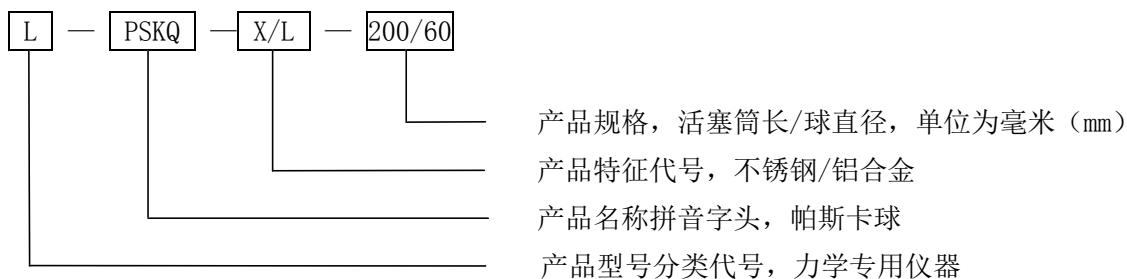 L — PSKQ — X/L — 200/60
产品规格，活塞筒长/球直径，单位为毫米（mm）
产品特征代号，不锈钢/铝合金
产品名称拼音字头，帕斯卡球
产品型号分类代号，力学专用仪器